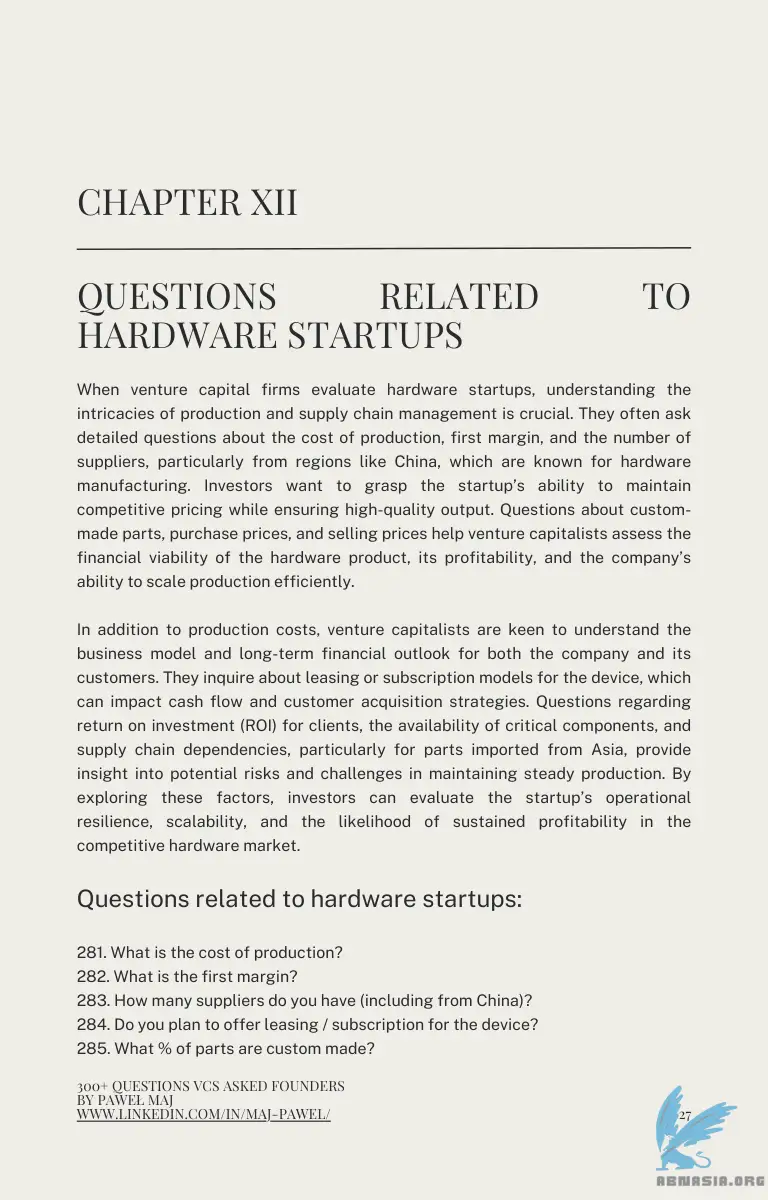 CHAPTER XII
QUESTIONS RELATED TO
HARDWARE STARTUPS
When venture capital firms evaluate hardware startups, understanding the
intricacies of production and supply chain management is crucial. They often ask
detailed questions about the cost of production, first margin, and the number of
suppliers, particularly from regions like China, which are known for hardware
manufacturing. Investors want to grasp the startup’s ability to maintain
competitive pricing while ensuring high-quality output. Questions about custom-
made parts, purchase prices, and selling prices help venture capitalists assess the
financial viability of the hardware product, its profitability, and the company’s
ability to scale production efficiently.
In addition to production costs, venture capitalists are keen to understand the
business model and long-term financial outlook for both the company and its
customers. They inquire about leasing or subscription models for the device, which
can impact cash flow and customer acquisition strategies. Questions regarding
return on investment (ROI) for clients, the availability of critical components, and
supply chain dependencies, particularly for parts imported from Asia, provide
insight into potential risks and challenges in maintaining steady production. By
exploring these factors, investors can evaluate the startup’s operational
resilience, scalability, and the likelihood of sustained profitability in the
competitive hardware market.
Questions related to hardware startups:
281. What is the cost of production?
282. What is the first margin?
283. How many suppliers do you have (including from China)?
284. Do you plan to offer leasing / subscription for the device?
285. What % of parts are custom made?
300+ QUESTIONS VCS ASKED FOUNDERS
BY PAWEŁ MAJ
WWW.LINKEDIN.COM/IN/MAJ-PAWEL/
27
ABNASIA.ORG